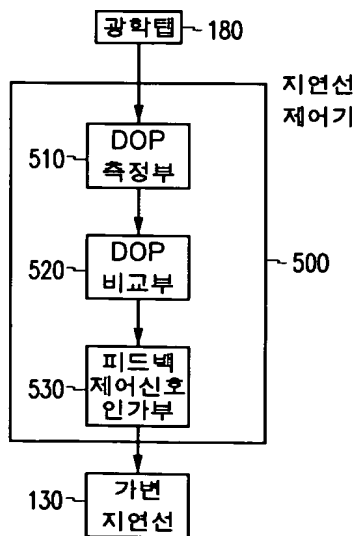 광학탭
180
지연선
제어기
DOP
측정부
510
DOP
비교부
520
500
피드백
제어신호
인가부
530
가변
지연선
130